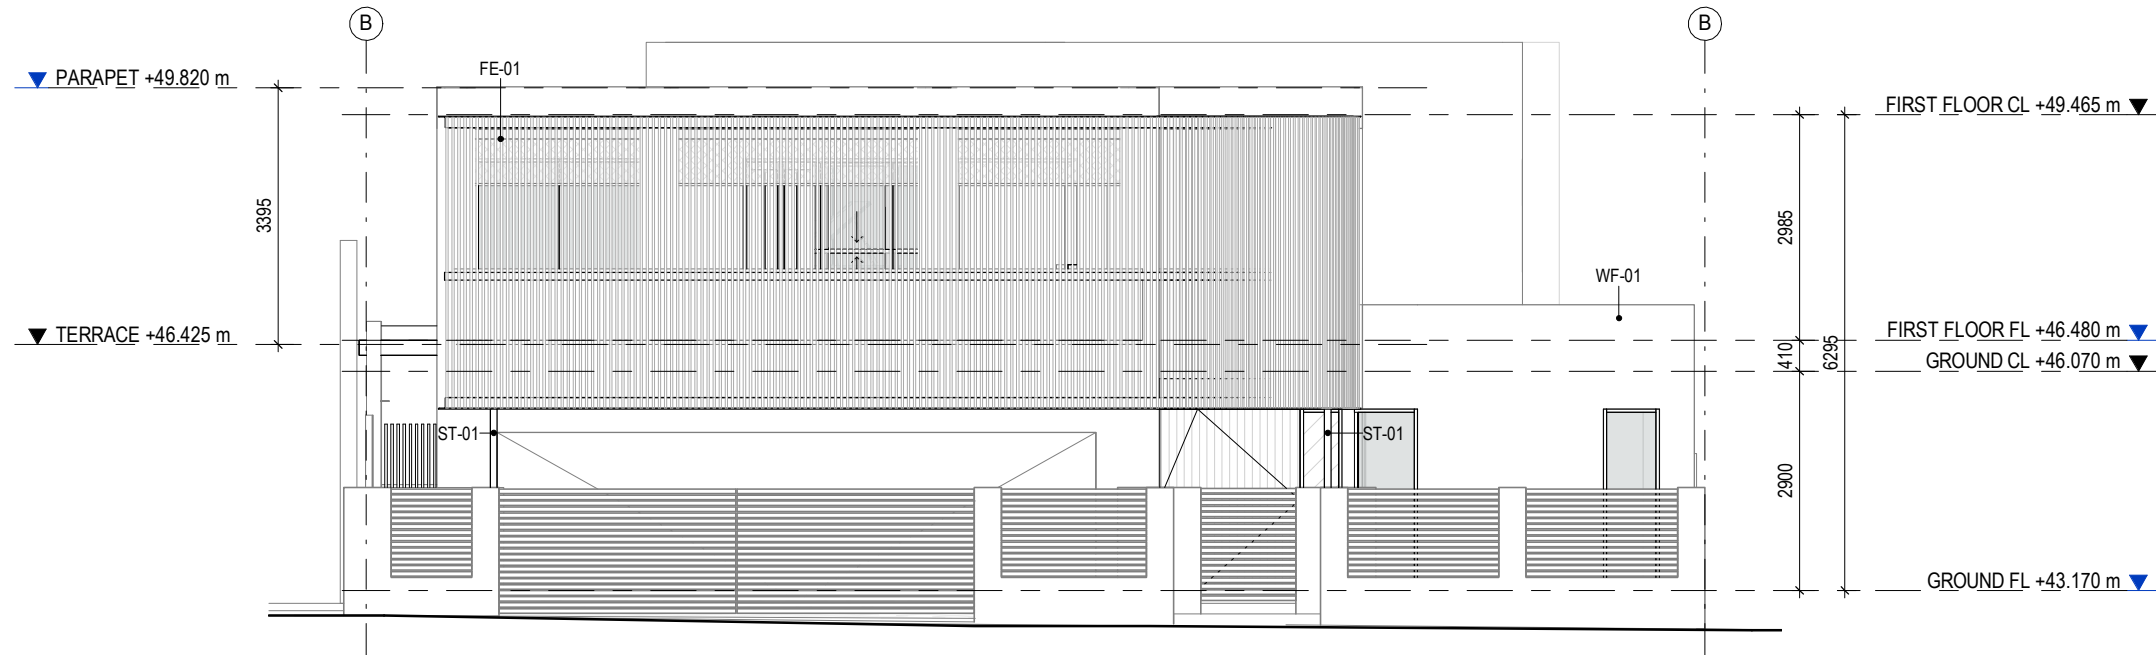 B
B
PARAPET +49.820 m
FE-01
FIRST FLOOR CL +49.465 m
3395
2985
WF-01
TERRACE +46.425 m
FIRST FLOOR FL +46.480 m
410
6295
GROUND CL +46.070 m
ST-01
ST-01
2900
GROUND FL +43.170 m